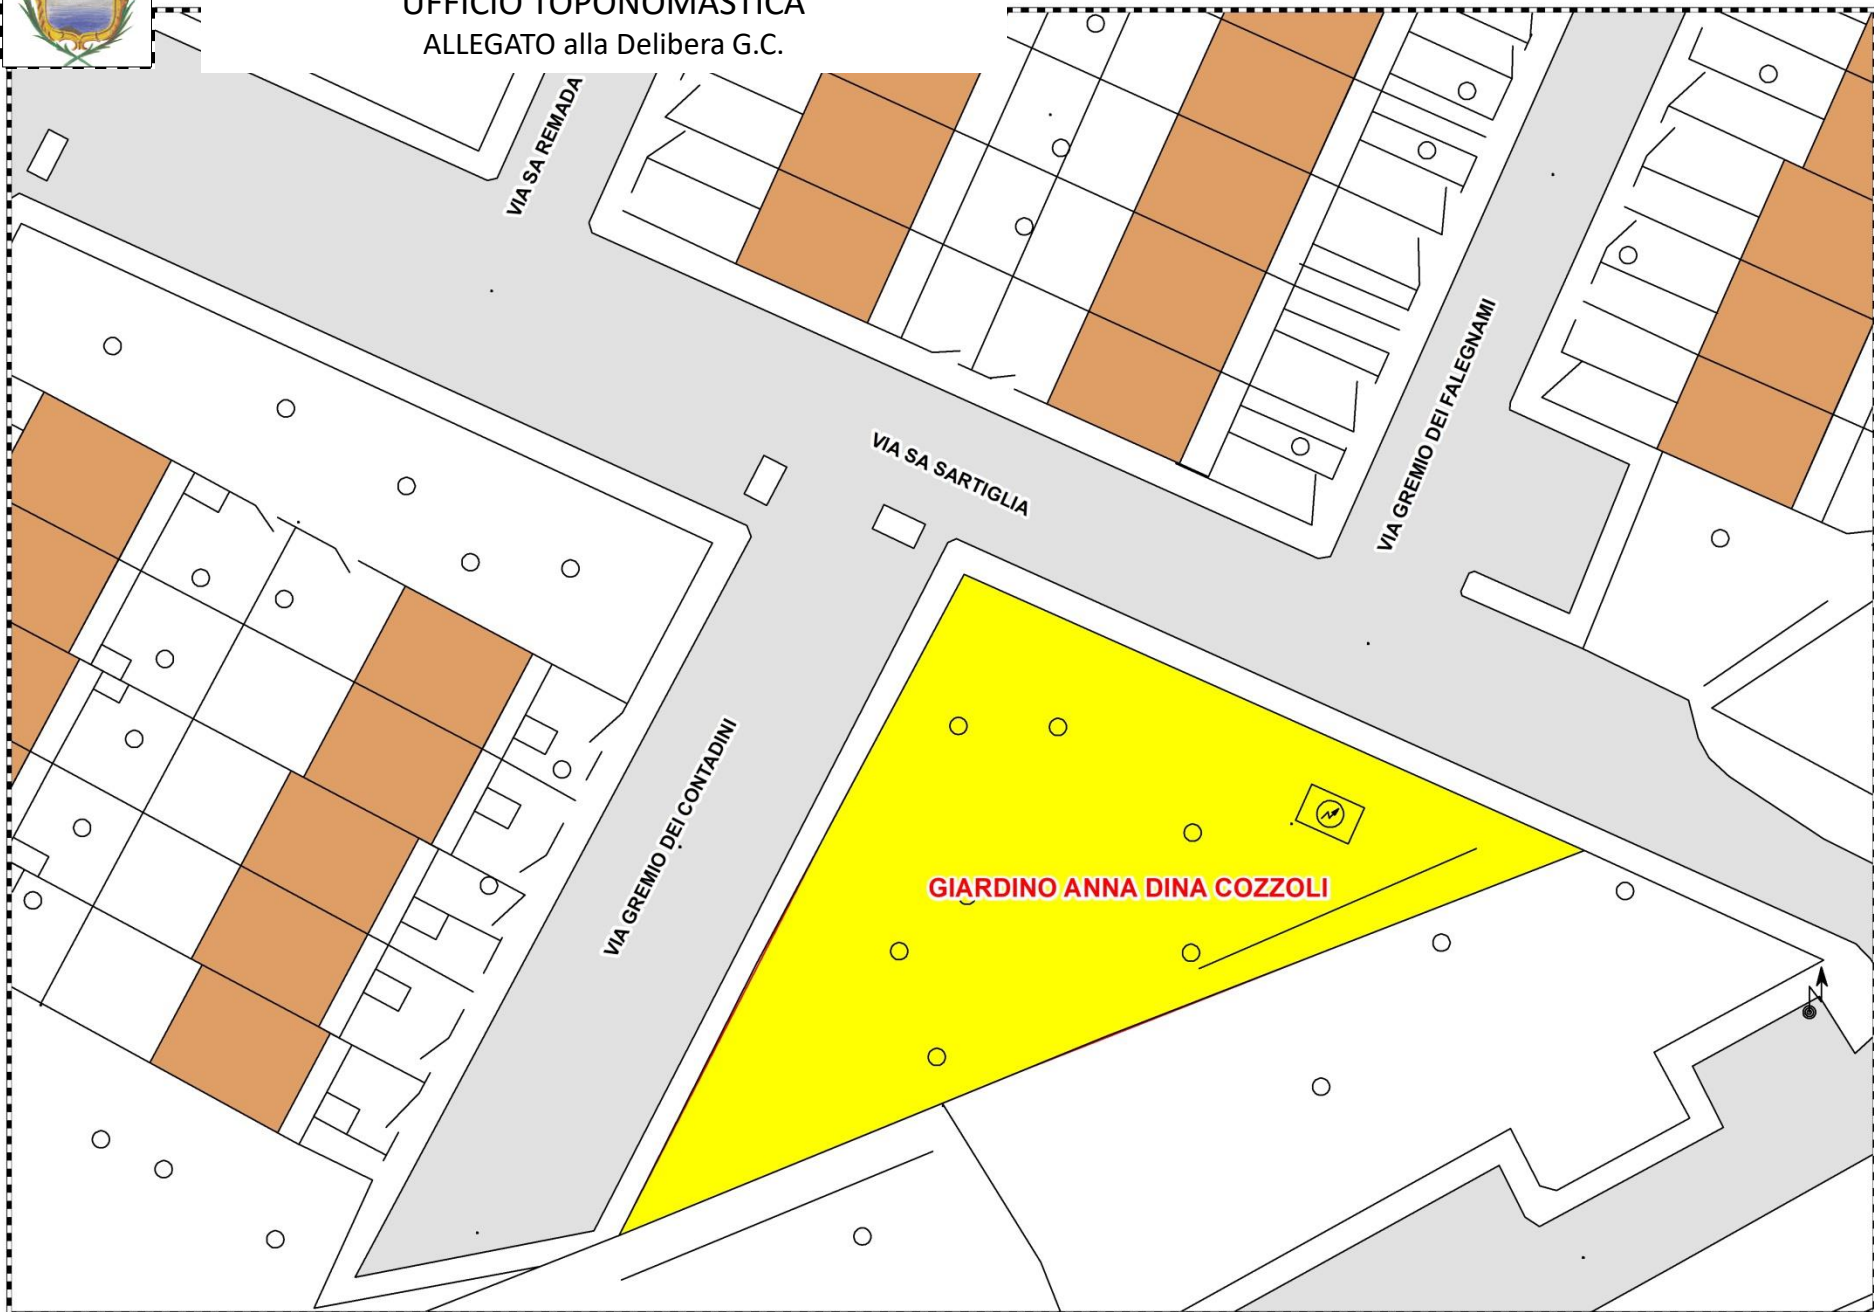 UFFICIO TOPONOMASTICA
ALLEGATO alla Delibera G.C.
VIA SA REMADA
VIA SA SARTIGLIA
VIA GREMIO DEI FALEGNAMI
VIA GREMIO DEI CONTADINI
GIARDINO ANNA DINA COZZOLI
N